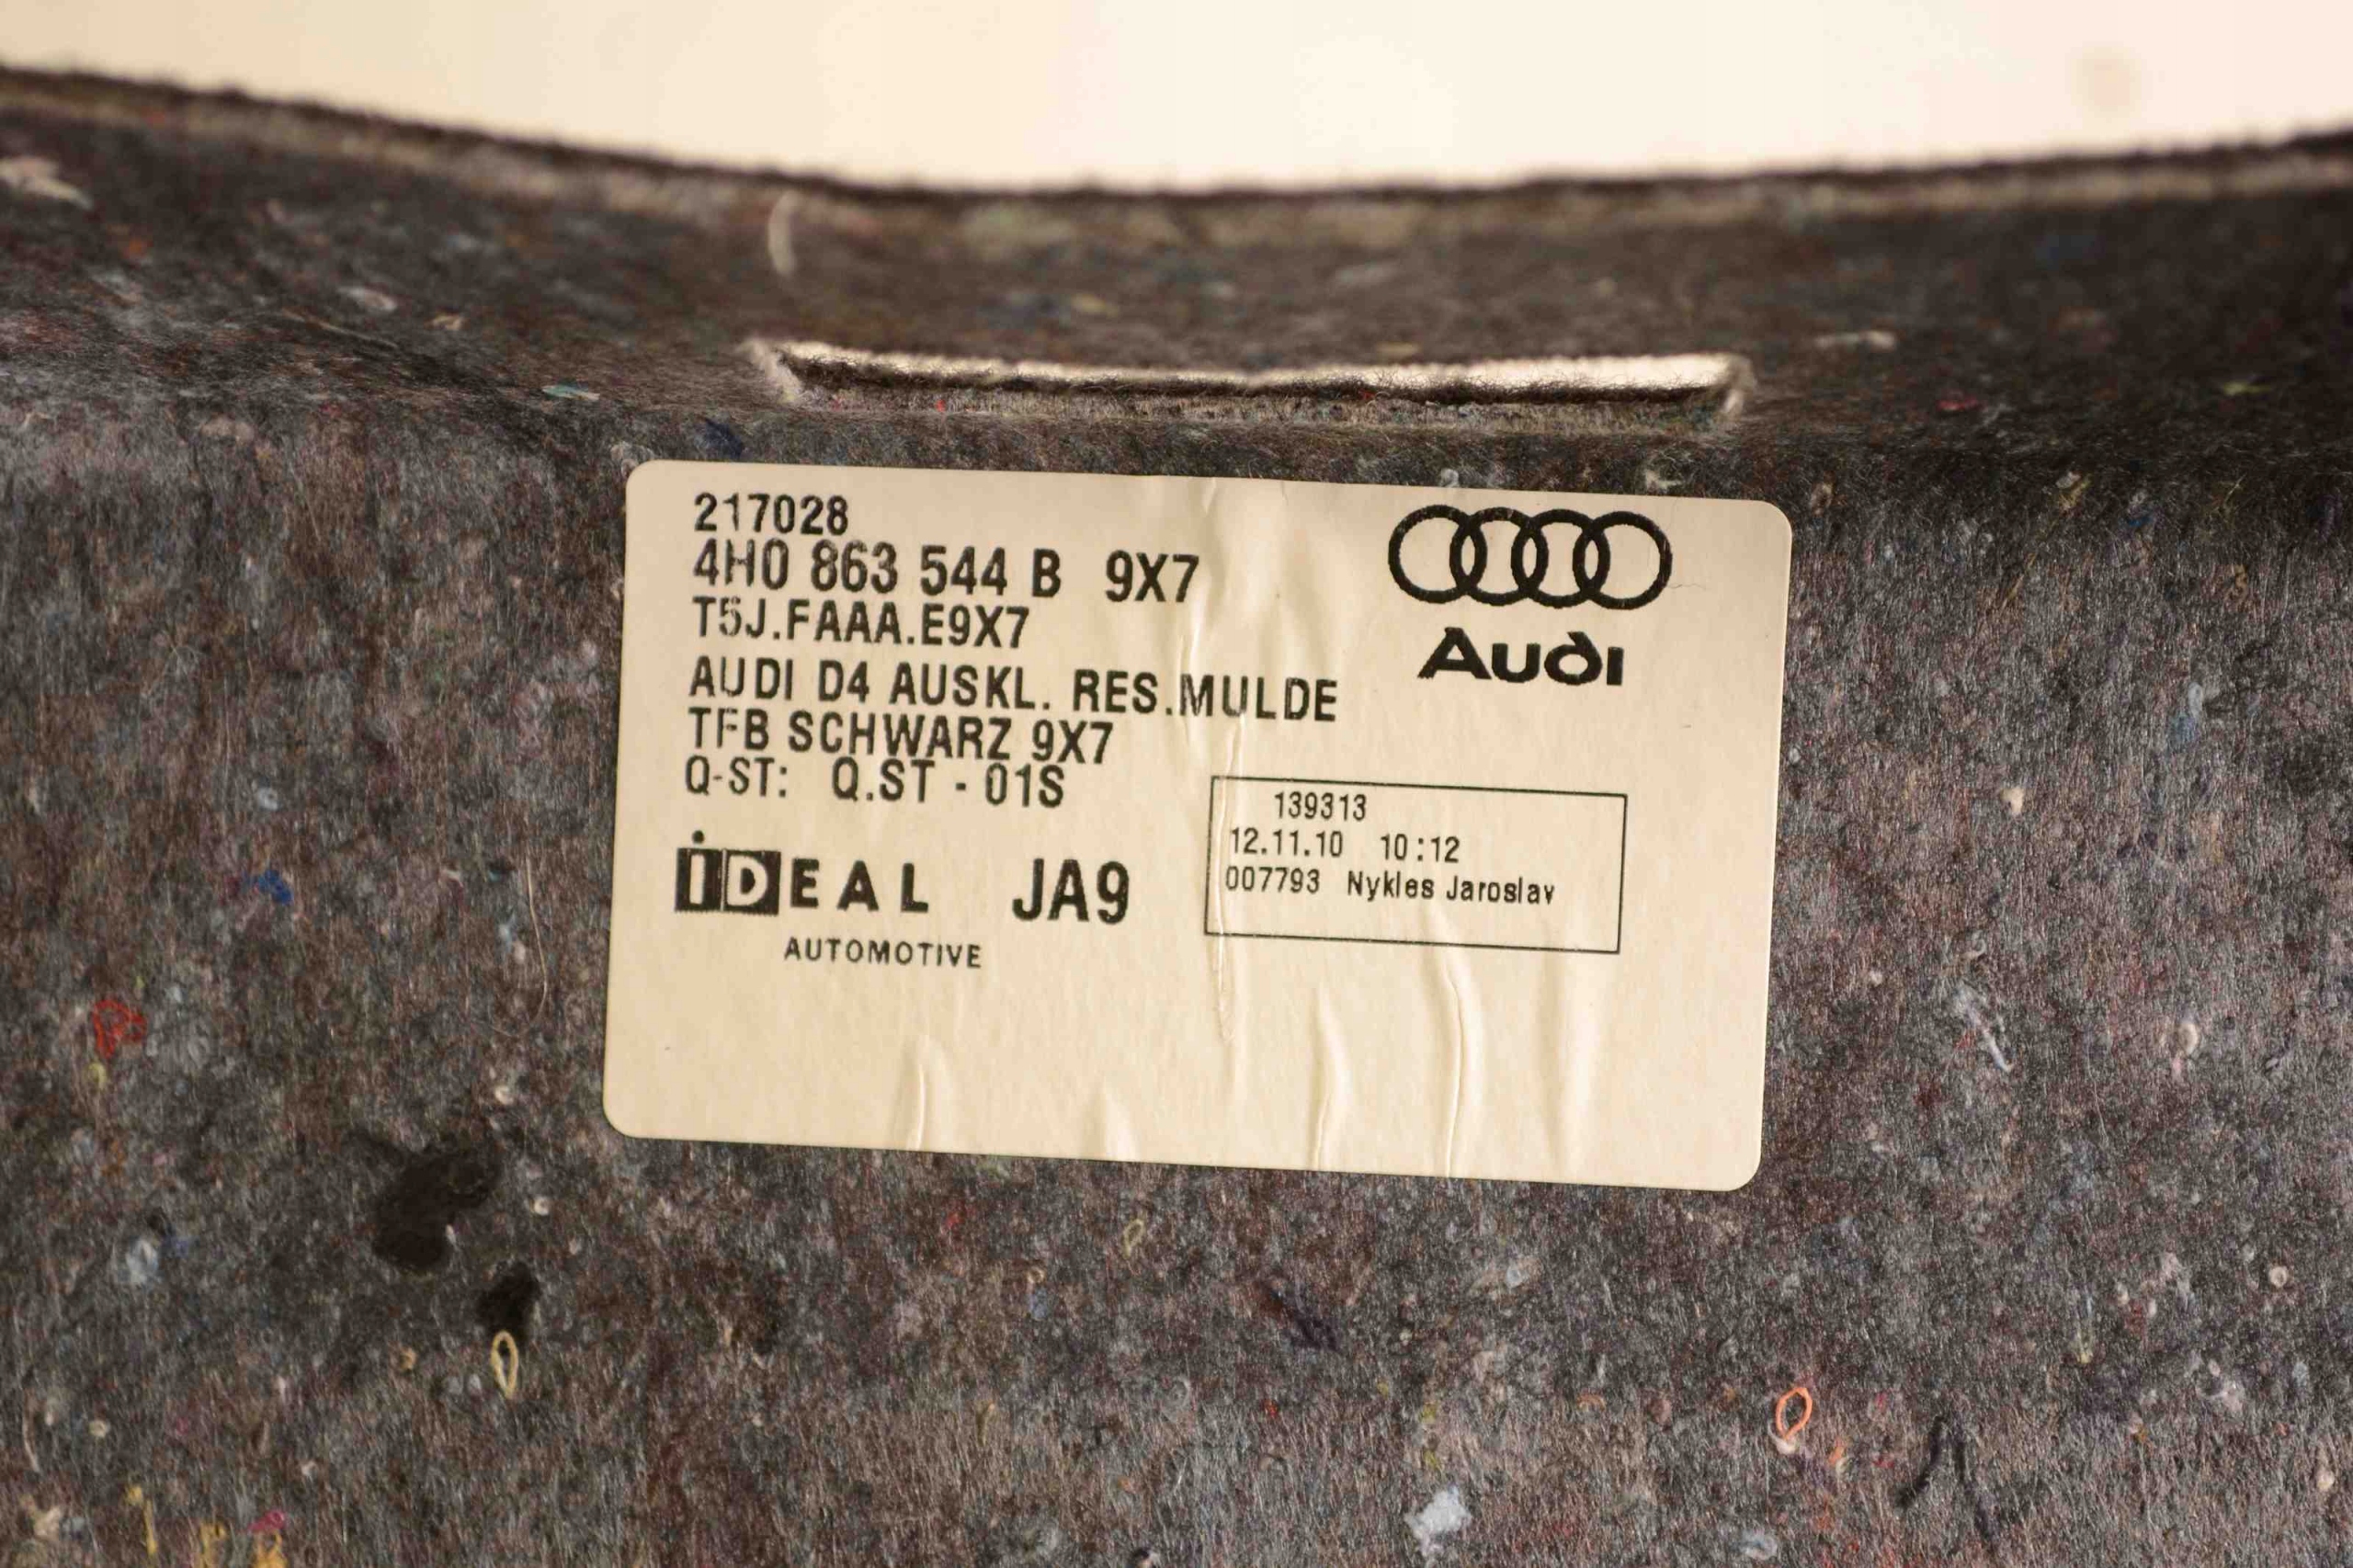 217028
4H0 863 544 B 9X7
T5J.FAAA.E9X7
Audi
AUDI D4 AUSKL. RES.MULDE
TFB SCHWARZ 9X7
Q-ST: Q.ST - 01S
iDEAL JA9
AUTOMOTIVE
139313
12.11.10 10:12
007793 Nykles Jaroslav